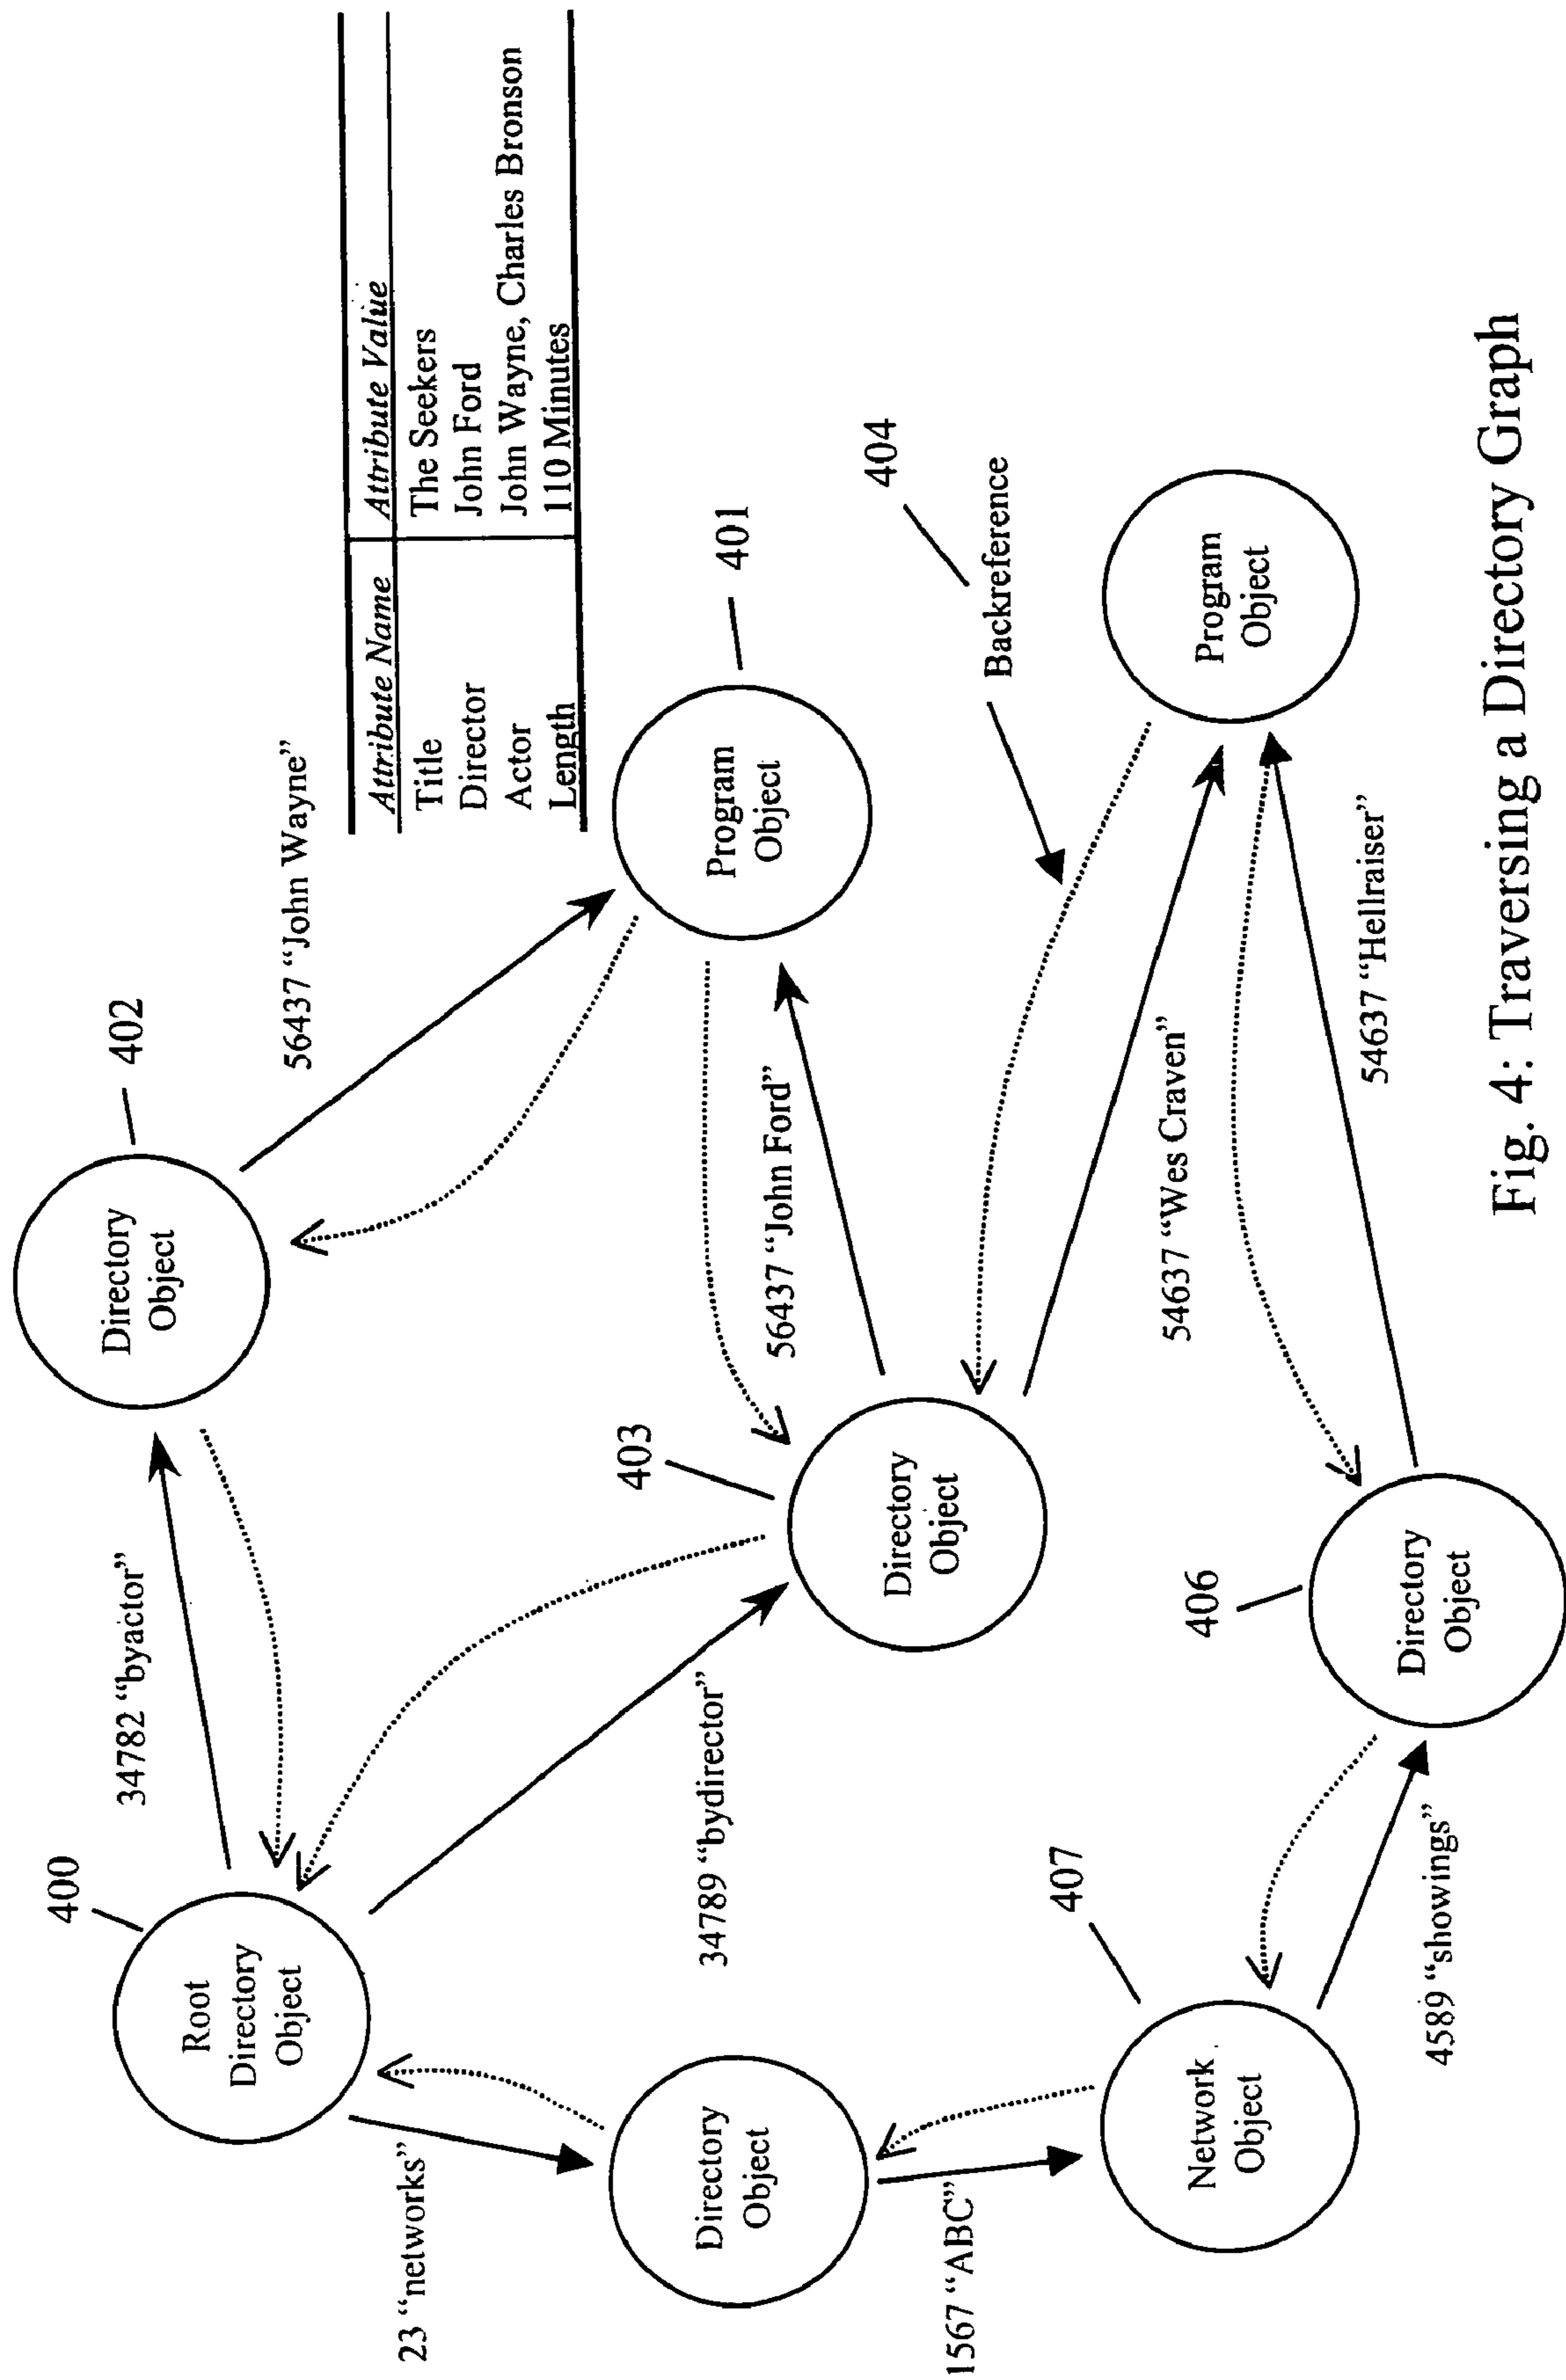 400
Root
Directory
Object
34782 “byactor”
402
Directory
Object
56437 “John Wayne”
Attribute Name Attribute Value
Title The Seekers
Director John Ford
Actor John Wayne, Charles Bronson
Length 110 Minutes
23 “networks”
34789 “bydirector”
403
Directory
Object
56437 “John Ford”
401
Program
Object
404
Backreference
Directory
Object
1567 “ABC”
407
Network
Object
4589 “showings”
406
Directory
Object
54637 “Wes Craven”
54637 “Hellraiser”
Program
Object
Fig. 4: Traversing a Directory Graph